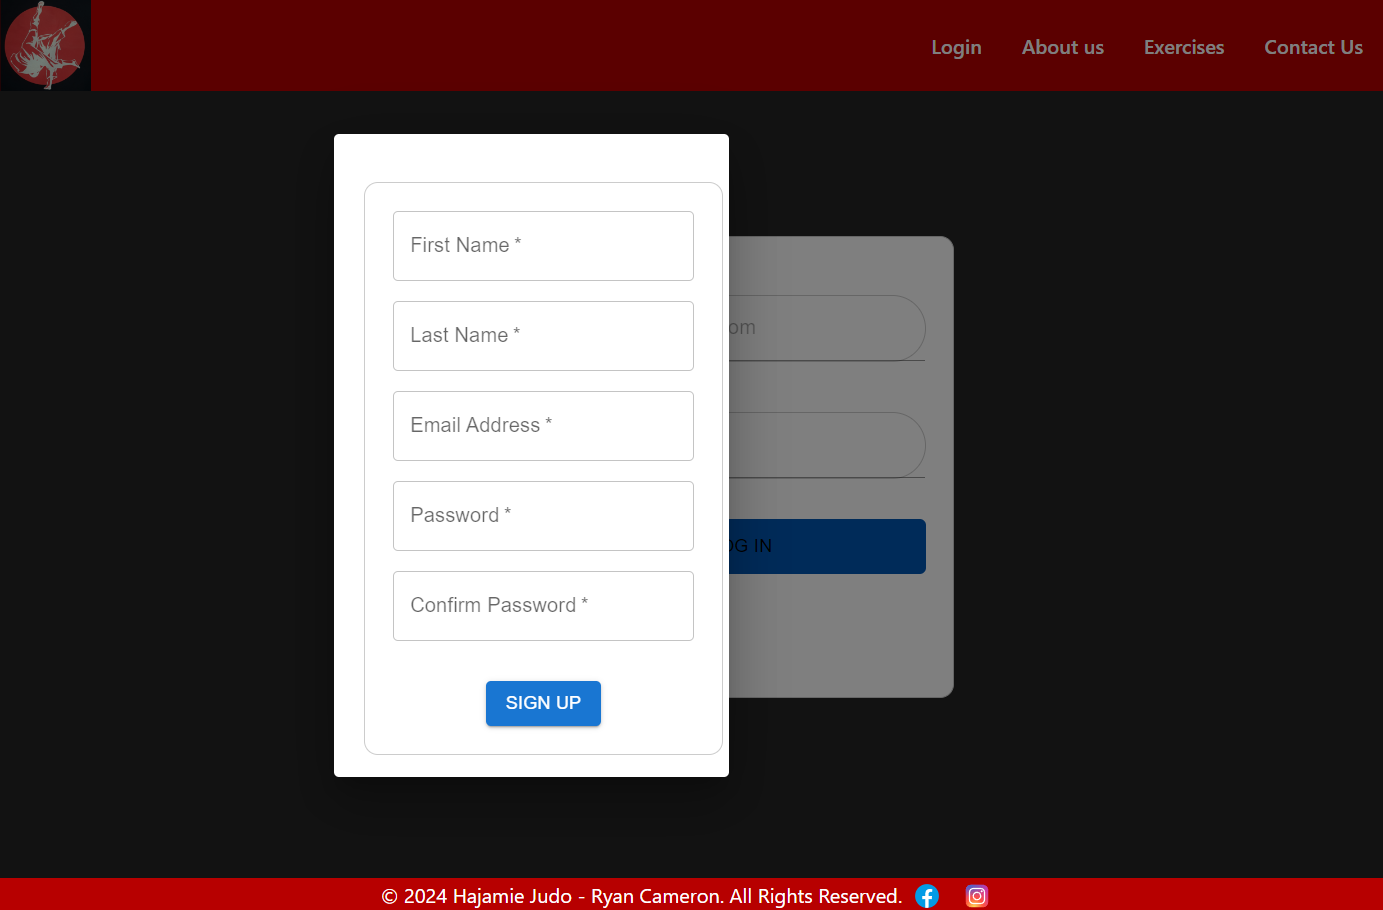 Login About us Exercises Contact Us
First Name *
Last Name *
Email Address *
Password *
Confirm Password *
SIGN UP
om
OG IN
© 2024 Hajamie Judo - Ryan Cameron. All Rights Reserved.